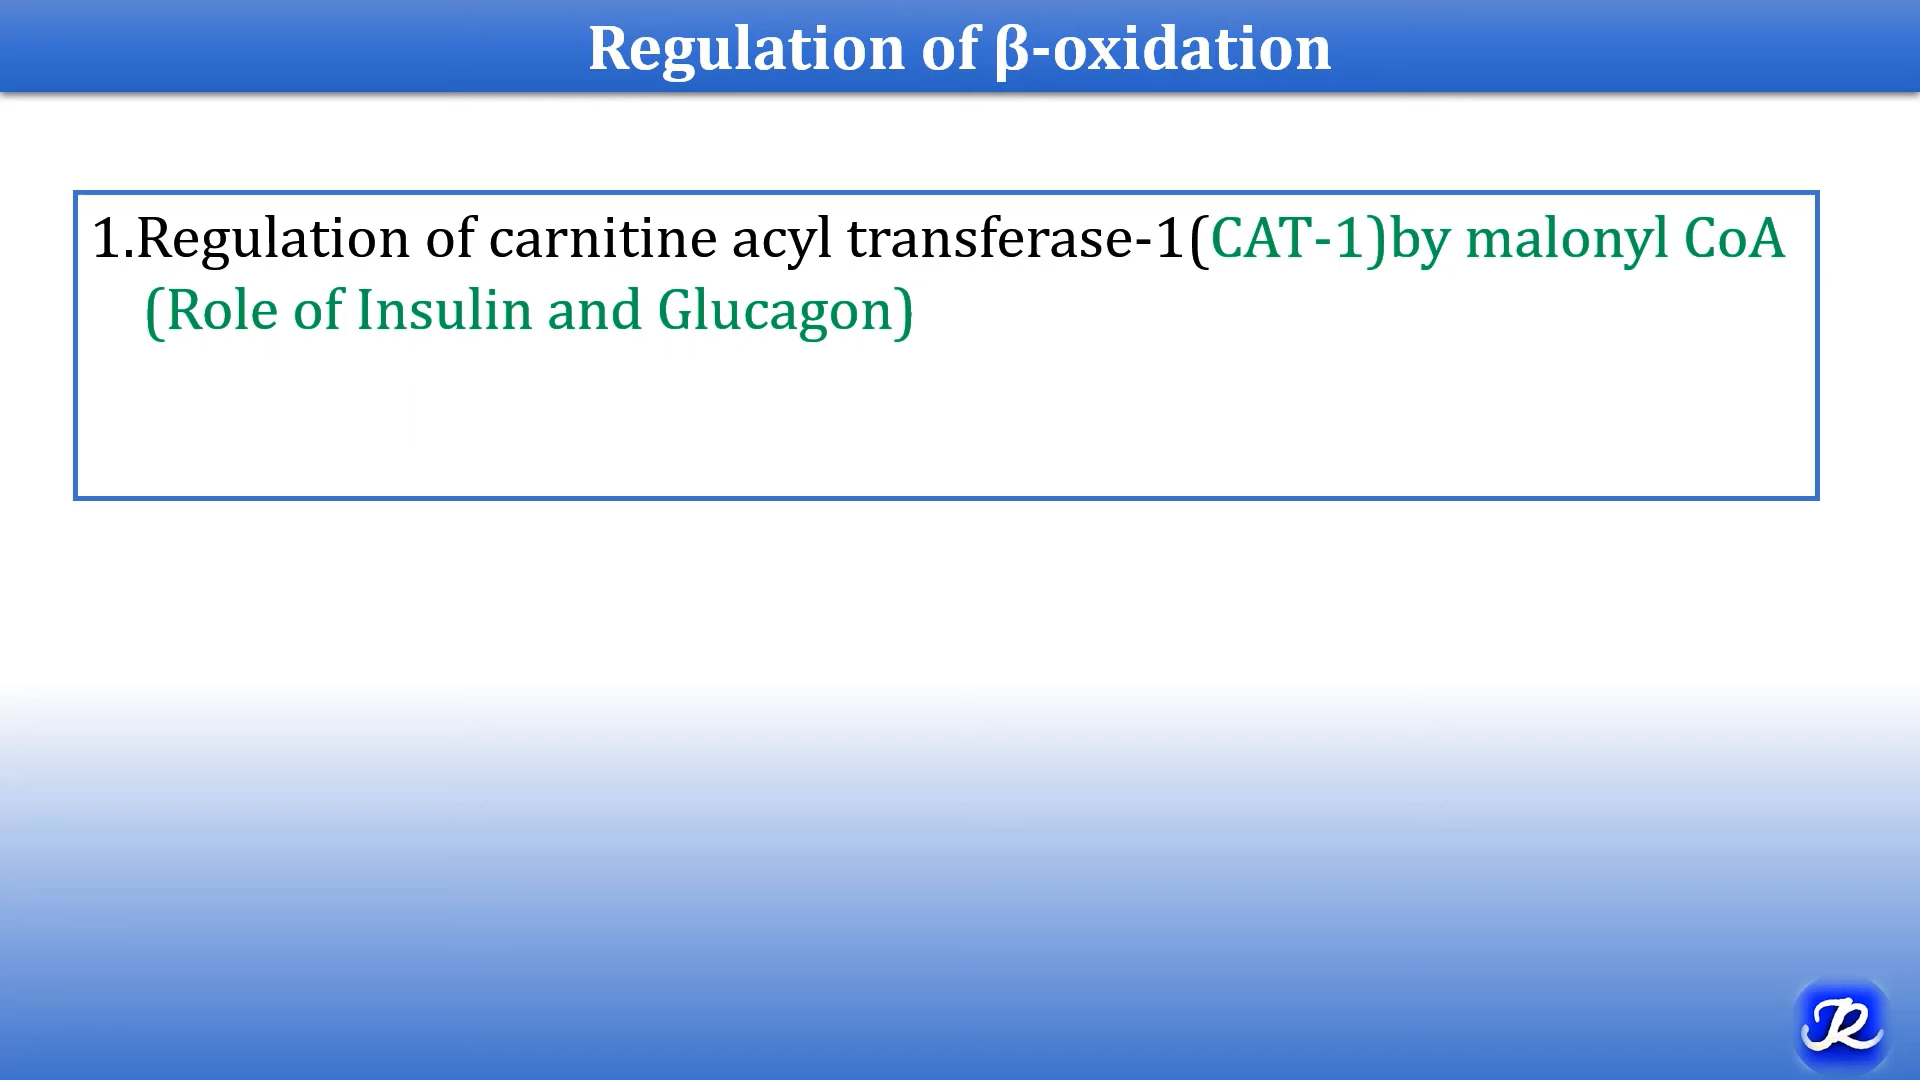 Regulation of β-oxidation
1.Regulation of carnitine acyl transferase-1(CAT-1)by malonyl CoA
(Role of Insulin and Glucagon)
JR